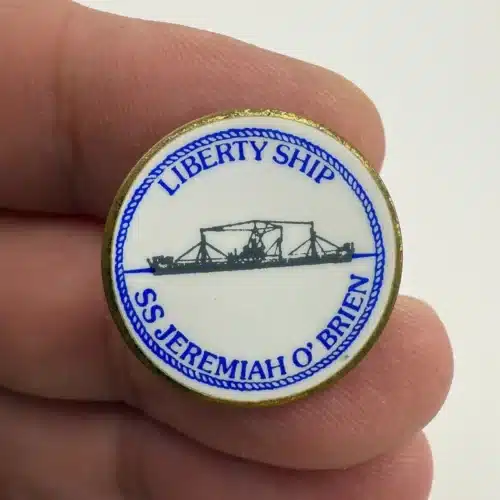 LIBERTY SHIP
SS JEREMIAH O' BRIEN